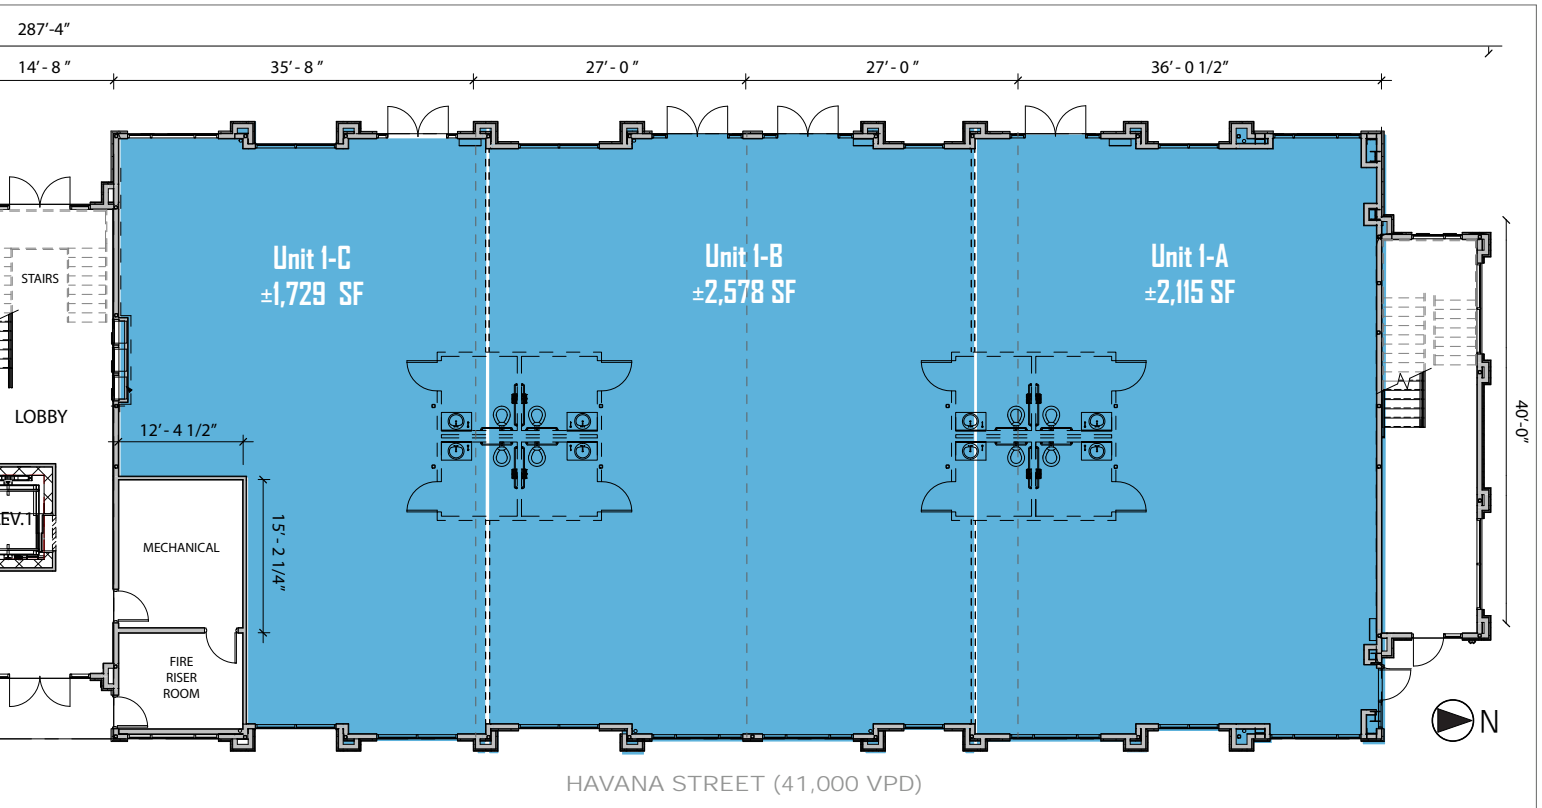 287'-4"
14'- 8"
35'- 8"
27'- 0"
27'- 0"
36'- 0 1/2"
Unit 1-C
±1,729 SF
Unit 1-B
±2,578 SF
Unit 1-A
±2,115 SF
STAIRS
LOBBY
12'- 4 1/2"
40'-0"
EV.1
15'- 2 1/4"
MECHANICAL
FIRE
RISER
ROOM
N
HAVANA STREET (41,000 VPD)